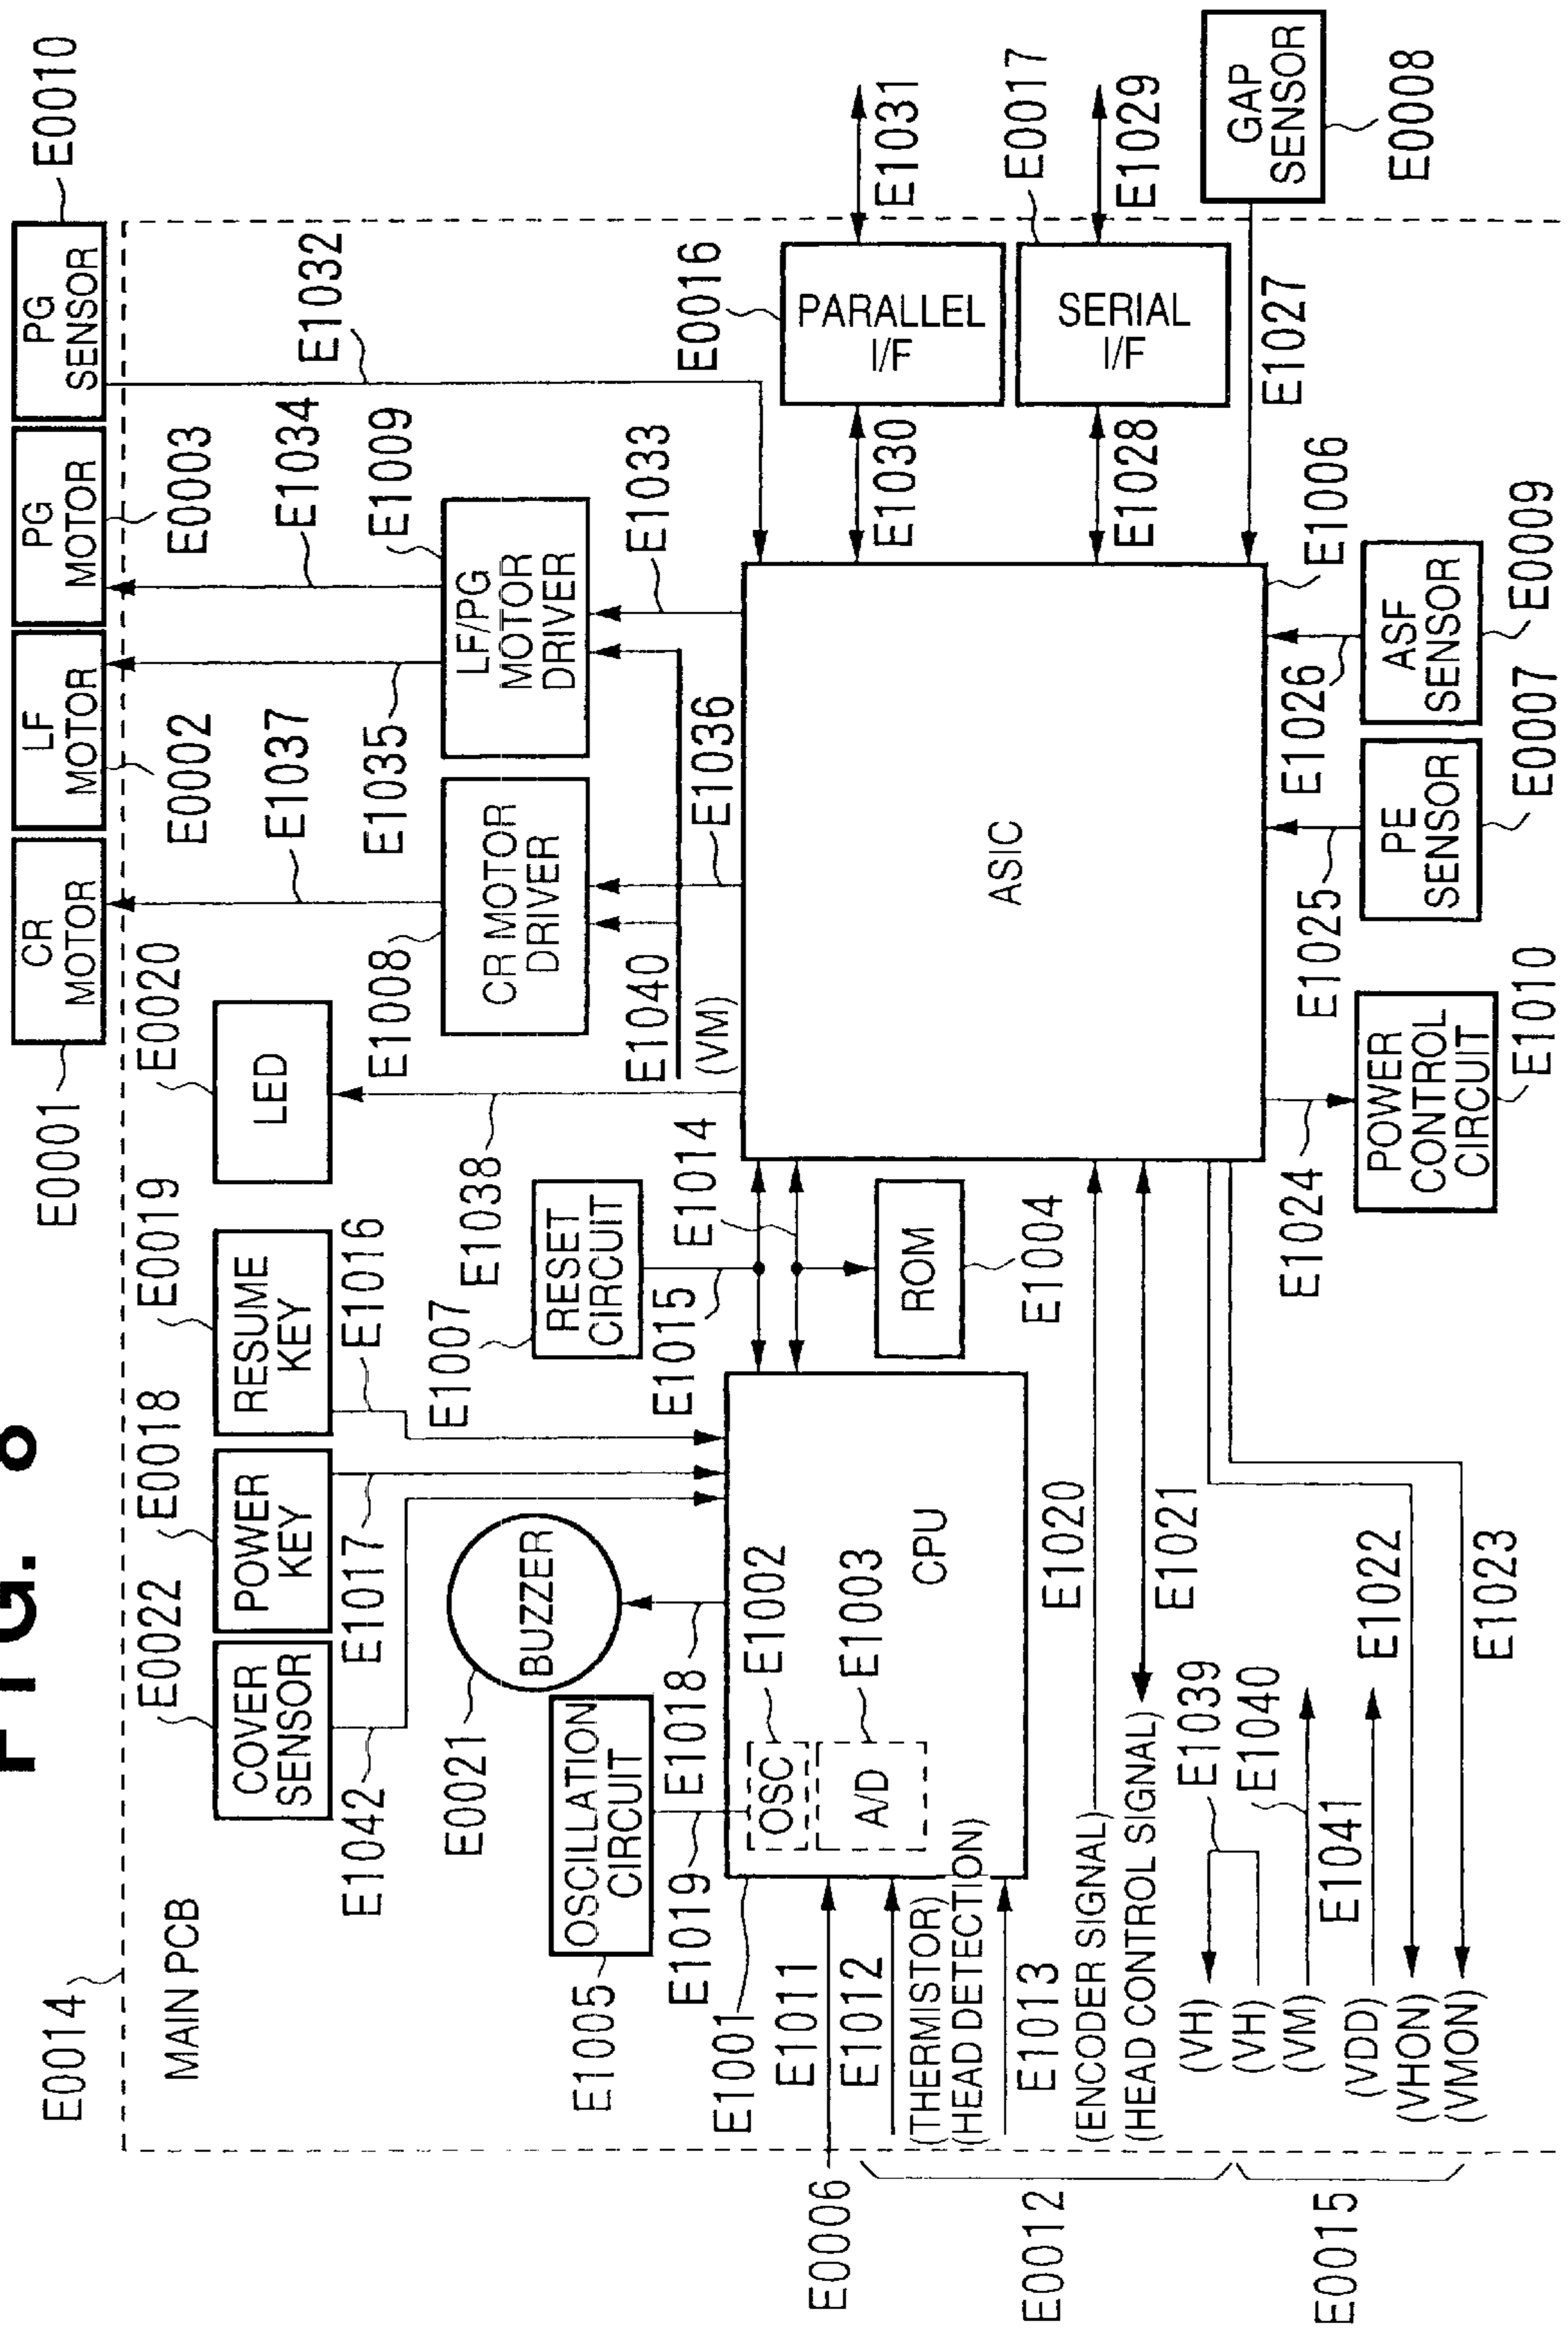 FIG. 8
E0014
MAIN PCB
E0022
COVER
SENSOR
E1042
E0018
POWER
KEY
E1017
E0019
RESUME
KEY
E1016
E0020
LED
E1038
E0001
CR
MOTOR
E1037
LF
MOTOR
E0002
E1035
PG
MOTOR
E0003
E1034
PG
SENSOR
E0010
E1032
E0021
BUZZER
E1018
E1005
OSCILLATION
CIRCUIT
E1019
E1007
RESET
CIRCUIT
E1015
E1014
E1008
CR MOTOR
DRIVER
E1036
E1009
LF/PG
MOTOR
DRIVER
E1033
E1040
(VM)
E1001
OSC
E1002
A/D
E1003
CPU
ROM
E1004
ASIC
E1006
E0016
PARALLEL
I/F
E1030
E1031
E0017
SERIAL
I/F
E1028
E1029
GAP
SENSOR
E0008
E1027
E0006
E1011
E1012
(THERMISTOR)
(HEAD DETECTION)
E1013
E0012
(ENCODER SIGNAL)
E1020
(HEAD CONTROL SIGNAL)
E1021
E0015
(VH)
(VH)
E1039
(VM)
E1040
(VDD)
E1041
(VHON)
E1022
(VMON)
E1023
E1024
POWER
CONTROL
CIRCUIT
E1010
E1025
PE
SENSOR
E0007
E1026
ASF
SENSOR
E0009